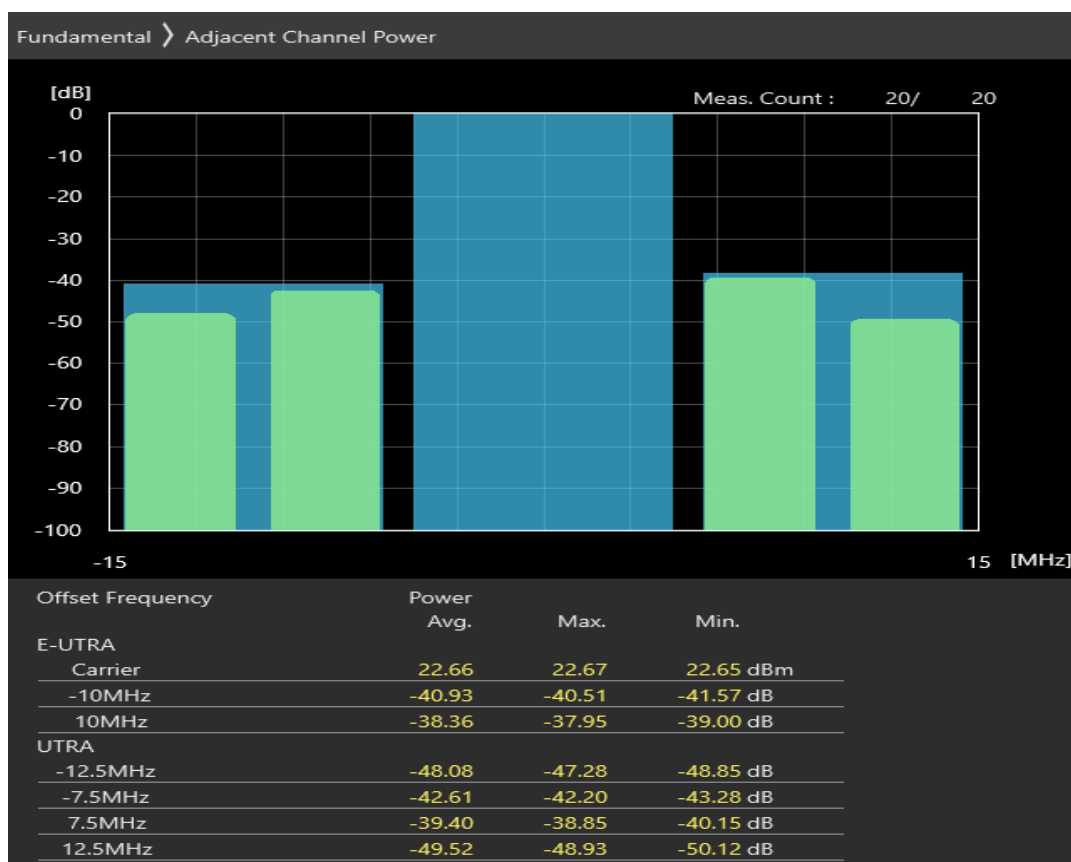 Fundamental ❭ Adjacent Channel Power
[dB]
Meas. Count : 20/ 20
0
-10
-20
-30
-40
-50
-60
-70
-80
-90
-100
-15 15 [MHz]
Offset Frequency Power
Avg. Max. Min.
E-UTRA
Carrier 22.66 22.67 22.65 dBm
-10MHz -40.93 -40.51 -41.57 dB
10MHz -38.36 -37.95 -39.00 dB
UTRA
-12.5MHz -48.08 -47.28 -48.85 dB
-7.5MHz -42.61 -42.20 -43.28 dB
7.5MHz -39.40 -38.85 -40.15 dB
12.5MHz -49.52 -48.93 -50.12 dB